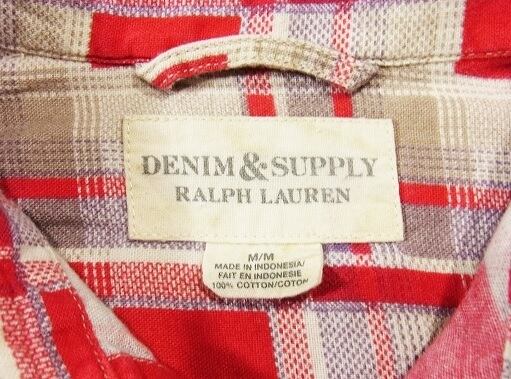 DENIM & SUPPLY
RALPH LAUREN
M/M
MADE IN INDONESIA/
FAIT EN INDONESIE
100% COTTON/COTON